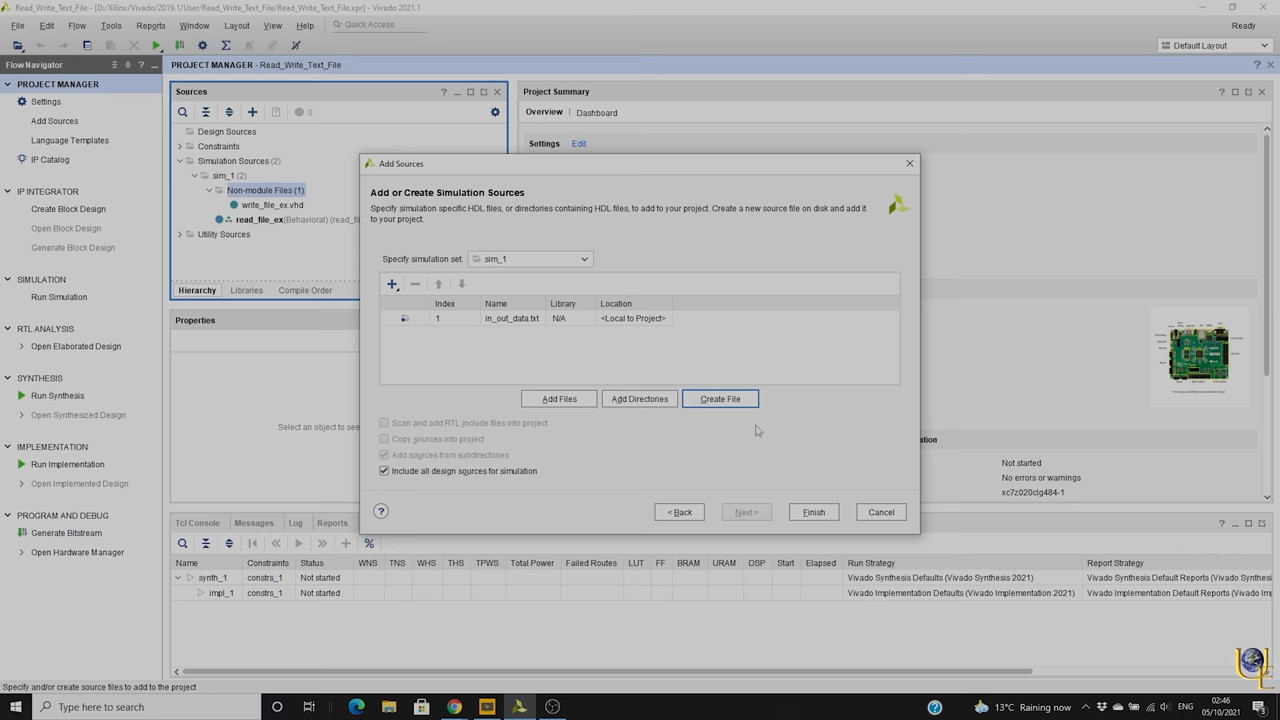 Read_Write_Text_File - [D:/Xilinx/Vivado/2019.1/User/Read_Write_Text_File/Read_Write_Text_File.xpr] - Vivado 2021.1
File Edit Flow Tools Reports Window Layout View Help Quick Access Ready
Default Layout
Flow Navigator
PROJECT MANAGER - Read_Write_Text_File
PROJECT MANAGER
Settings
Add Sources
Language Templates
IP Catalog
IP INTEGRATOR
Create Block Design
Open Block Design
Generate Block Design
SIMULATION
Run Simulation
RTL ANALYSIS
Open Elaborated Design
SYNTHESIS
Run Synthesis
Open Synthesized Design
IMPLEMENTATION
Run Implementation
Open Implemented Design
PROGRAM AND DEBUG
Generate Bitstream
Open Hardware Manager
Sources
0
Design Sources
Constraints
Simulation Sources (2)
sim_1 (2)
Non-module Files (1)
write_file_ex.vhd
read_file_ex(Behavioral) (read_fil
Utility Sources
Hierarchy Libraries Compile Order
Properties
Select an object to s
Project Summary
Overview Dashboard
Settings Edit
Not started
No errors or warnings
xc7z020clg484-1
Add Sources
Add or Create Simulation Sources
Specify simulation specific HDL files, or directories containing HDL files, to add to your project. Create a new source file on disk and add it
to your project.
Specify simulation set: sim_1
Index Name Library Location
1 in_out_data.txt N/A <Local to Project>
Add Files Add Directories Create File
Scan and add RTL include files into project
Copy sources into project
Add sources from subdirectories
Include all design sources for simulation
? < Back Next > Finish Cancel
Tcl Console Messages Log Reports
Name Constraints Status WNS TNS WHS THS TPWS Total Power Failed Routes LUT FF BRAM URAM DSP Start Elapsed Run Strategy Report Strategy
synth_1 constrs_1 Not started Vivado Synthesis Defaults (Vivado Synthesis 2021) Vivado Synthesis Default Reports (Vivado Synthesis
impl_1 constrs_1 Not started Vivado Implementation Defaults (Vivado Implementation 2021) Vivado Implementation Default Reports (Vivado Im
Specify and/or create source files to add to the project
Type here to search
13°C Raining now
ENG
02:46
05/10/2021